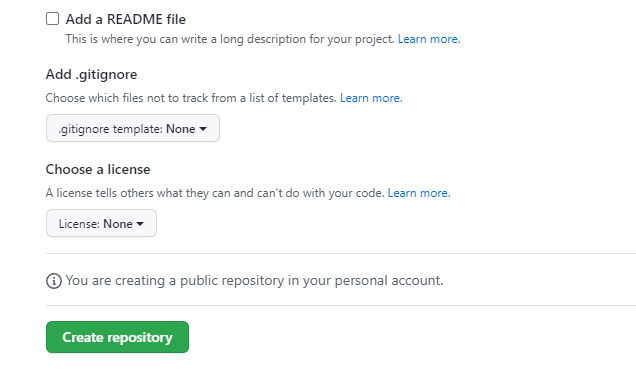 Add a README file
This is where you can write a long description for your project. Learn more.
Add .gitignore
Choose which files not to track from a list of templates. Learn more.
.gitignore template: None
Choose a license
A license tells others what they can and can't do with your code. Learn more.
License: None
You are creating a public repository in your personal account.
Create repository